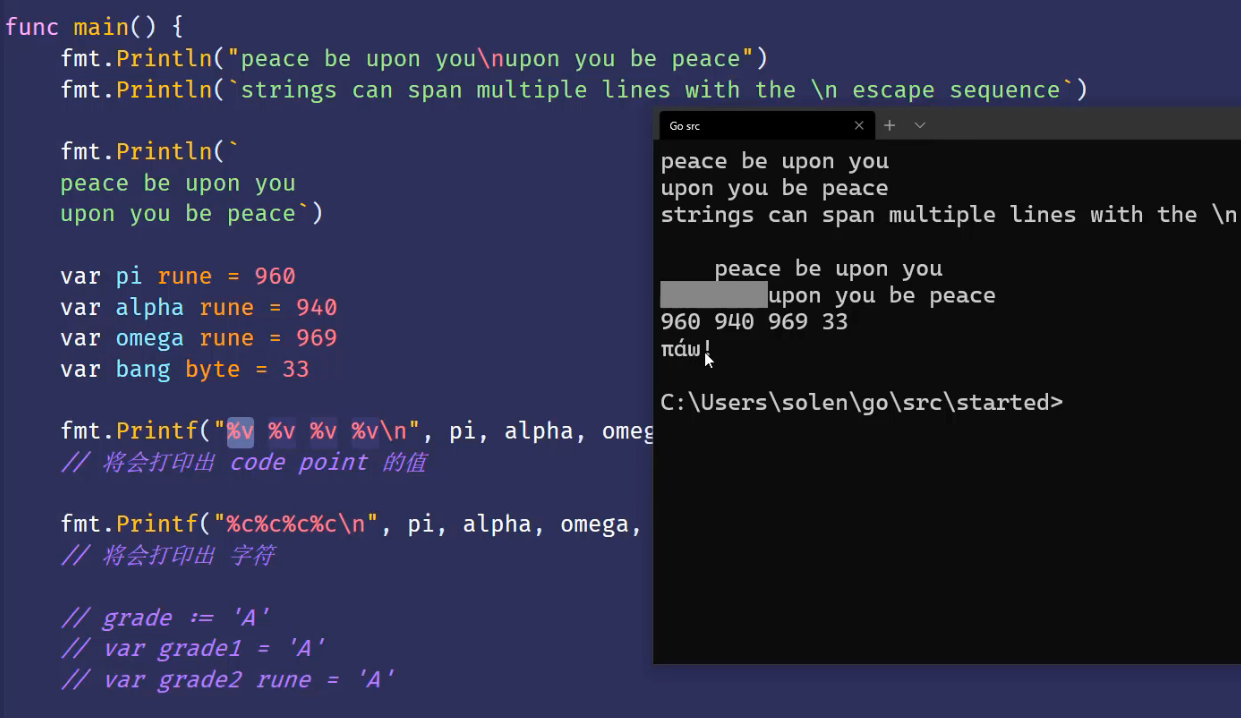 func main() {
fmt.Println("peace be upon you\nupon you be peace")
fmt.Println(`strings can span multiple lines with the \n escape sequence`)
fmt.Println(`
peace be upon you
upon you be peace`)
var pi rune = 960
var alpha rune = 940
var omega rune = 969
var bang byte = 33
fmt.Printf("%v %v %v %v\n", pi, alpha, omeg
// 将会打印出 code point 的值
fmt.Printf("%c%c%c%c\n", pi, alpha, omega,
// 将会打印出 字符
// grade := 'A'
// var grade1 = 'A'
// var grade2 rune = 'A'
Go src
peace be upon you
upon you be peace
strings can span multiple lines with the \n
peace be upon you
upon you be peace
960 940 969 33
πάω!
C:\Users\solen\go\src\started>